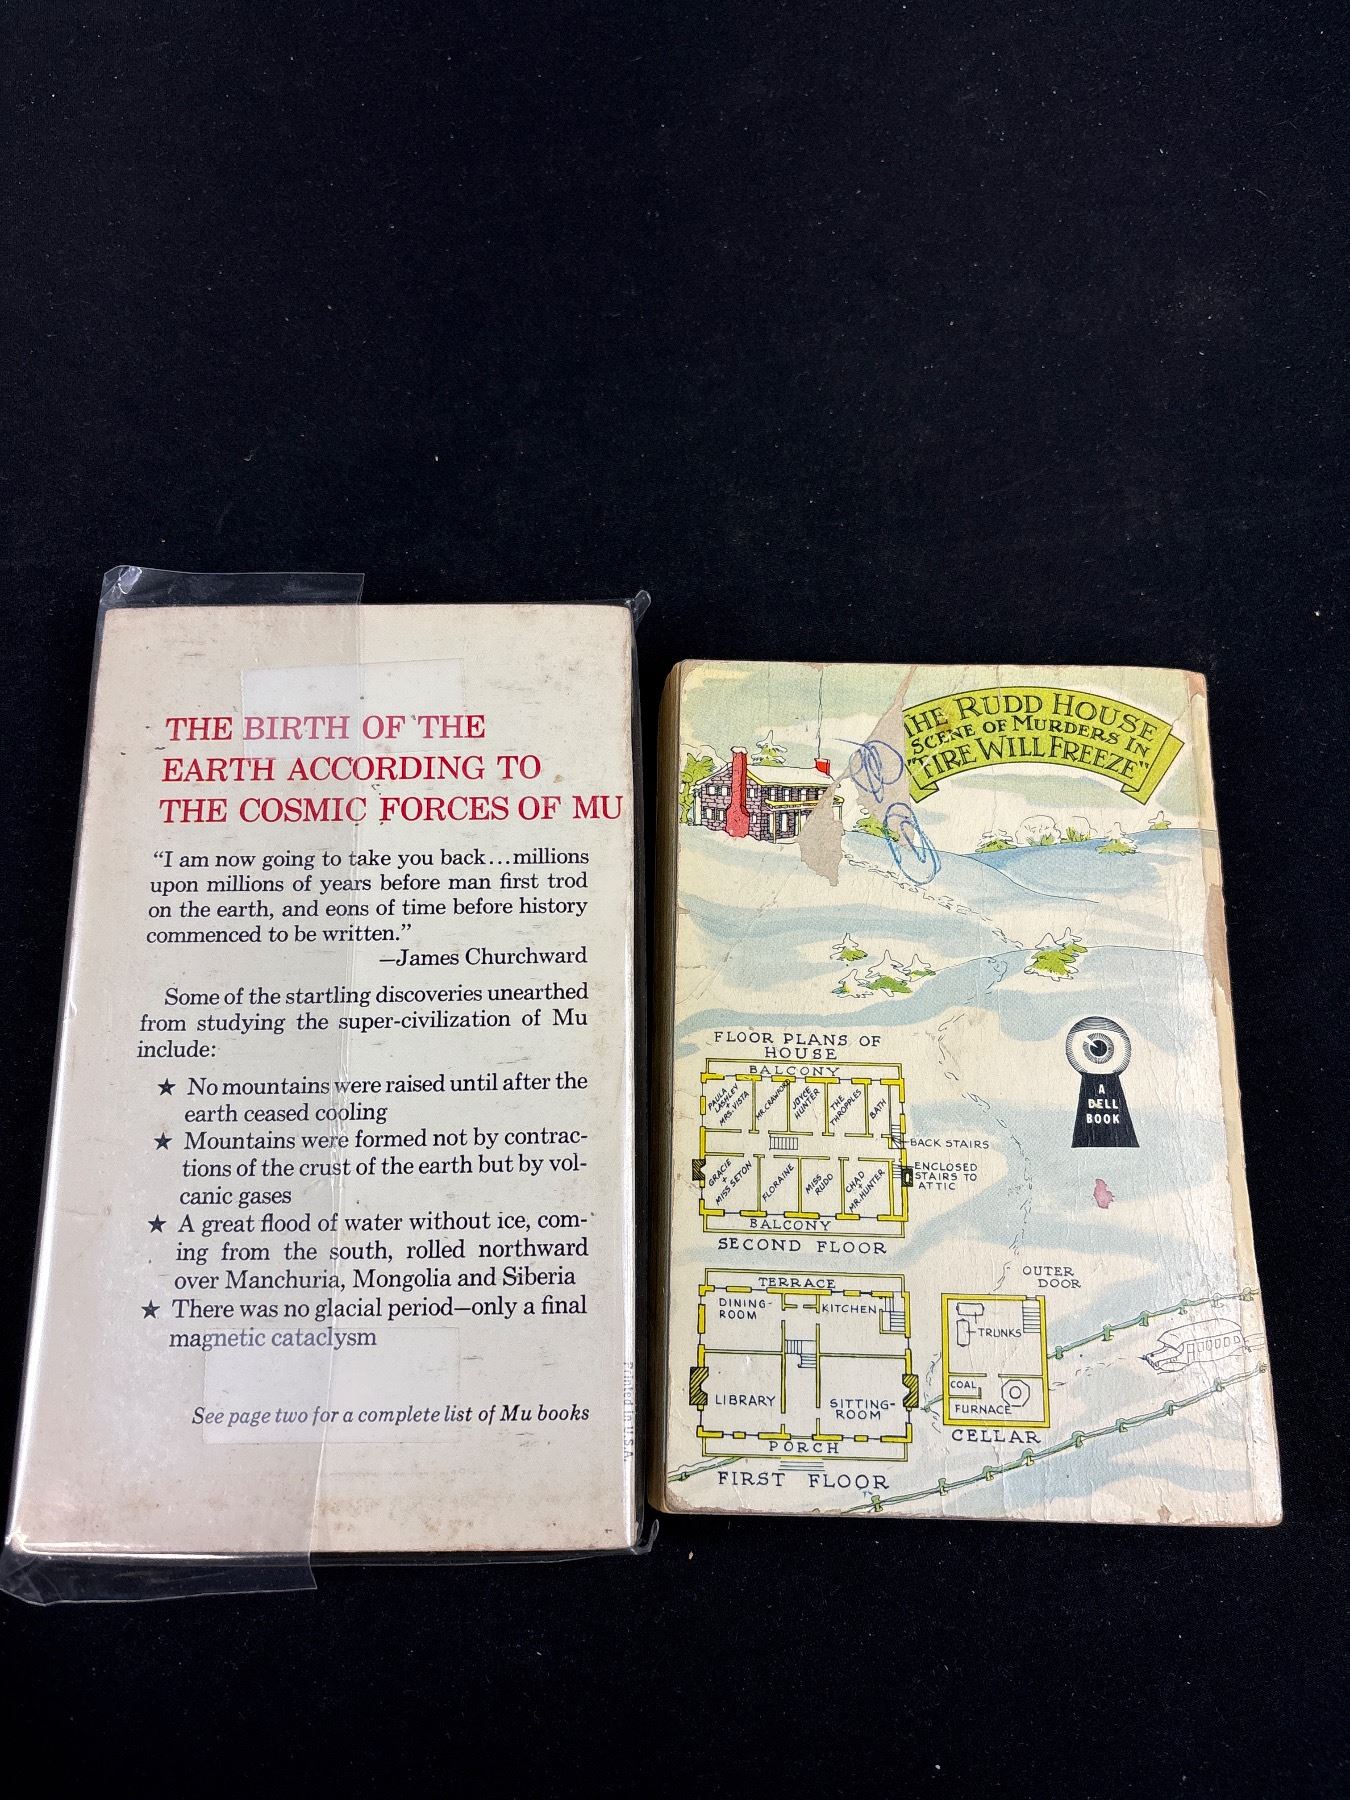 THE BIRTH OF THE
EARTH ACCORDING TO
THE COSMIC FORCES OF MU
“I am now going to take you back...millions
upon millions of years before man first trod
on the earth, and eons of time before history
commenced to be written.”
—James Churchward
Some of the startling discoveries unearthed
from studying the super-civilization of Mu
include:
★ No mountains were raised until after the
earth ceased cooling
★ Mountains were formed not by contrac-
tions of the crust of the earth but by vol-
canic gases
★ A great flood of water without ice, com-
ing from the south, rolled northward
over Manchuria, Mongolia and Siberia
★ There was no glacial period—only a final
magnetic cataclysm
See page two for a complete list of Mu books
Printed in U.S.A.
THE RUDD HOUSE
SCENE OF MURDERS IN
"FIRE WILL FREEZE"
A
DELL
BOOK
FLOOR PLANS OF
HOUSE
BALCONY
PAULA
LASHLEY
+
MRS. VISTA
MR. CRAWFORD
JOYCE
HUNTER
THE
THROPPLES
BATH
BACK STAIRS
ENCLOSED
STAIRS TO
ATTIC
GRACIE
+
MISS SETON
FLORAINE
MISS
RUDD
CHAD
+
MR. HUNTER
BALCONY
SECOND FLOOR
TERRACE
DINING-
ROOM
KITCHEN
LIBRARY
SITTING-
ROOM
PORCH
FIRST FLOOR
OUTER
DOOR
TRUNKS
COAL
FURNACE
CELLAR